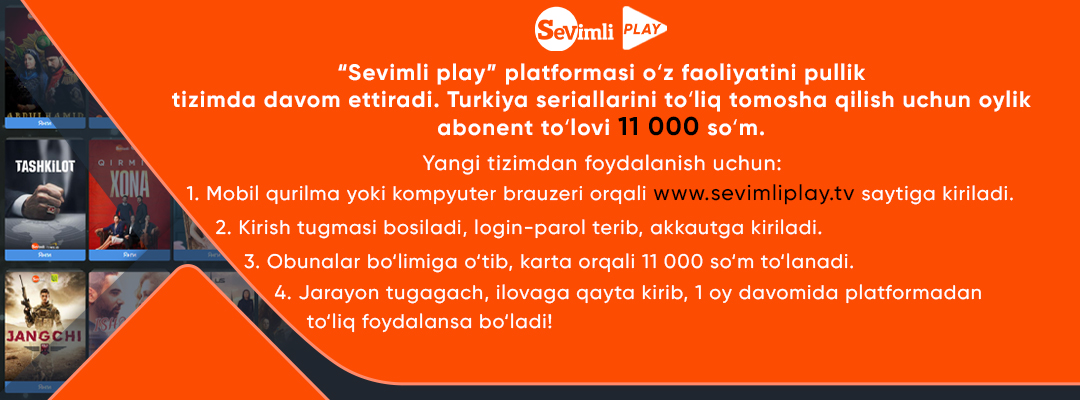 Sevimli PLAY
“Sevimli play” platformasi o‘z faoliyatini pullik
tizimda davom ettiradi. Turkiya seriallarini to‘liq tomosha qilish uchun oylik
abonent to‘lovi 11 000 so‘m.
Yangi tizimdan foydalanish uchun:
1. Mobil qurilma yoki kompyuter brauzeri orqali www.sevimliplay.tv saytiga kiriladi.
2. Kirish tugmasi bosiladi, login-parol terib, akkautga kiriladi.
3. Obunalar bo‘limiga o‘tib, karta orqali 11 000 so‘m to‘lanadi.
4. Jarayon tugagach, ilovaga qayta kirib, 1 oy davomida platformadan
to‘liq foydalansa bo‘ladi!
Янги
TASHKILOT
XONA
Янги
Янги
JANGCHI
Янги